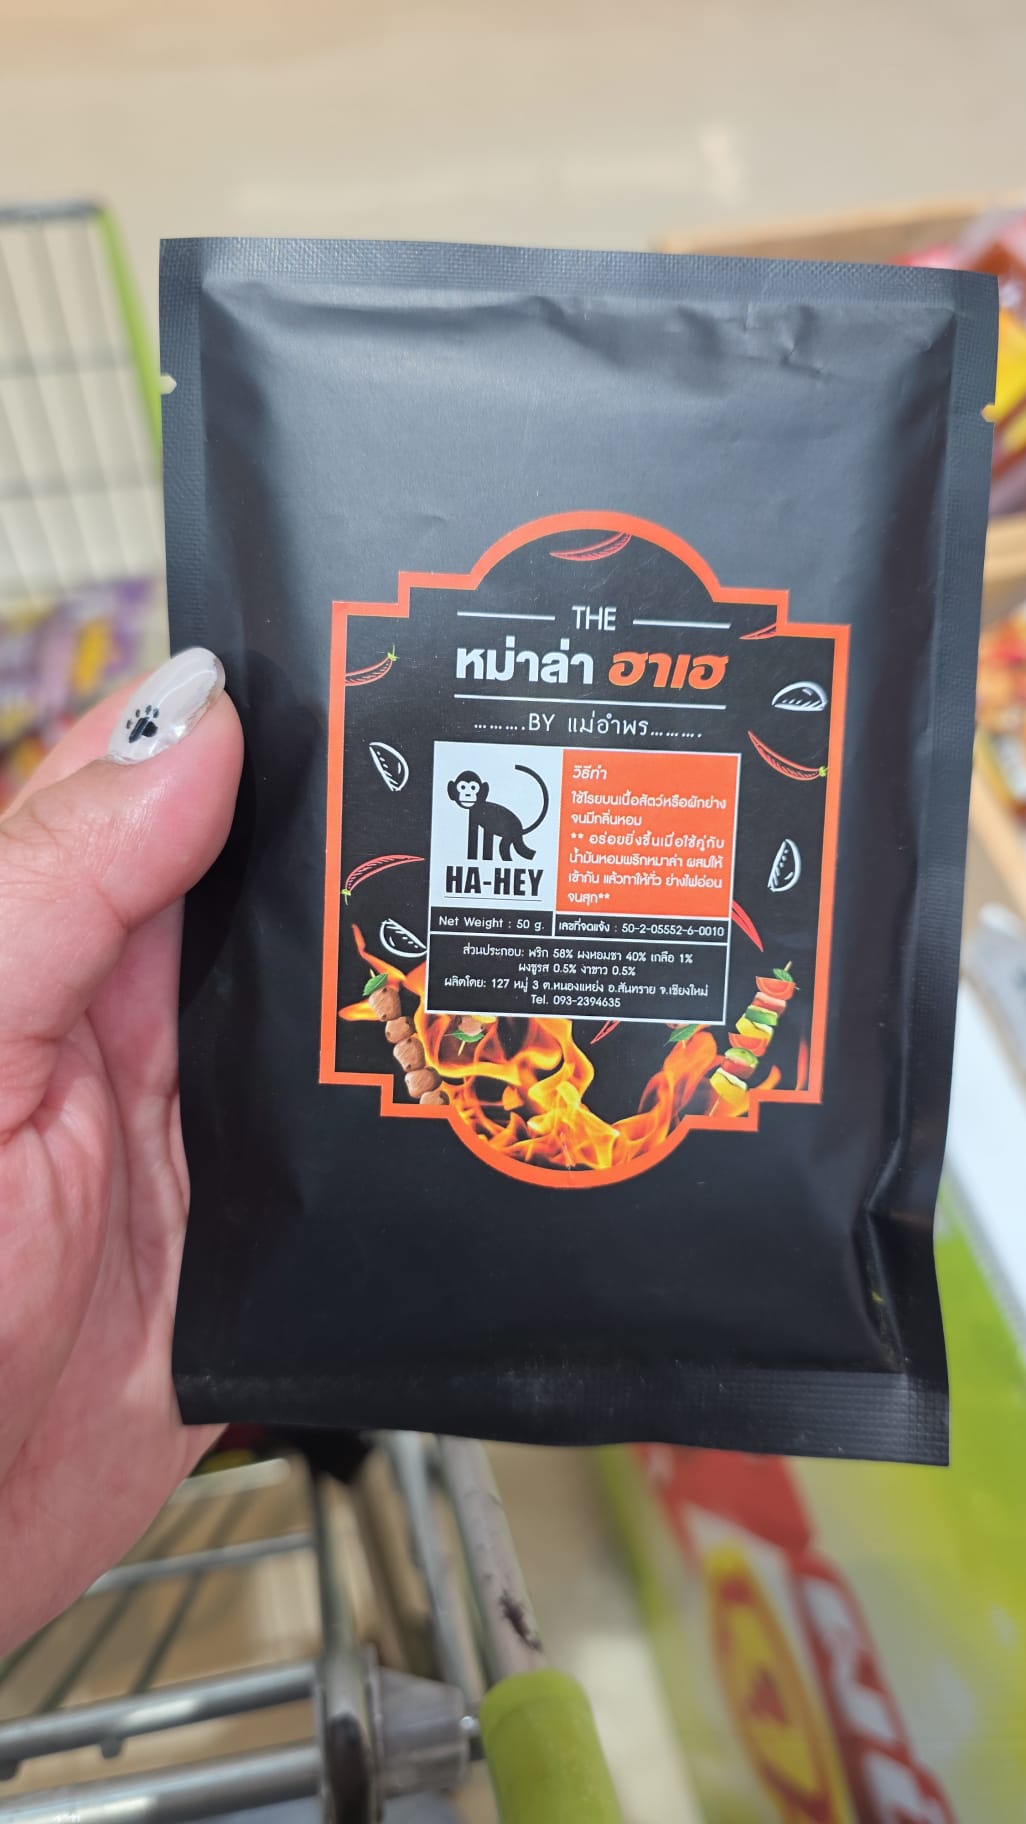 THE
หม่าล่า ฮาเฮ
.........BY แม่อำพร.........
HA-HEY
วิธีทำ
ใช้โรยบนเนื้อสัตว์หรือผักย่าง
จนมีกลิ่นหอม
** อร่อยยิ่งขึ้นเมื่อใช้คู่กับ
น้ำมันหอมพริกหมาล่า ผสมให้
เข้ากัน แล้วทาให้ทั่ว ย่างไฟอ่อน
จนสุก**
Net Weight : 50 g.
เลขที่จดแจ้ง : 50-2-05552-6-0010
ส่วนประกอบ: พริก 58% ผงหอมชา 40% เกลือ 1%
ผงชูรส 0.5% งาขาว 0.5%
ผลิตโดย: 127 หมู่ 3 ต.หนองแหย่ง อ.สันทราย จ.เชียงใหม่
Tel. 093-2394635